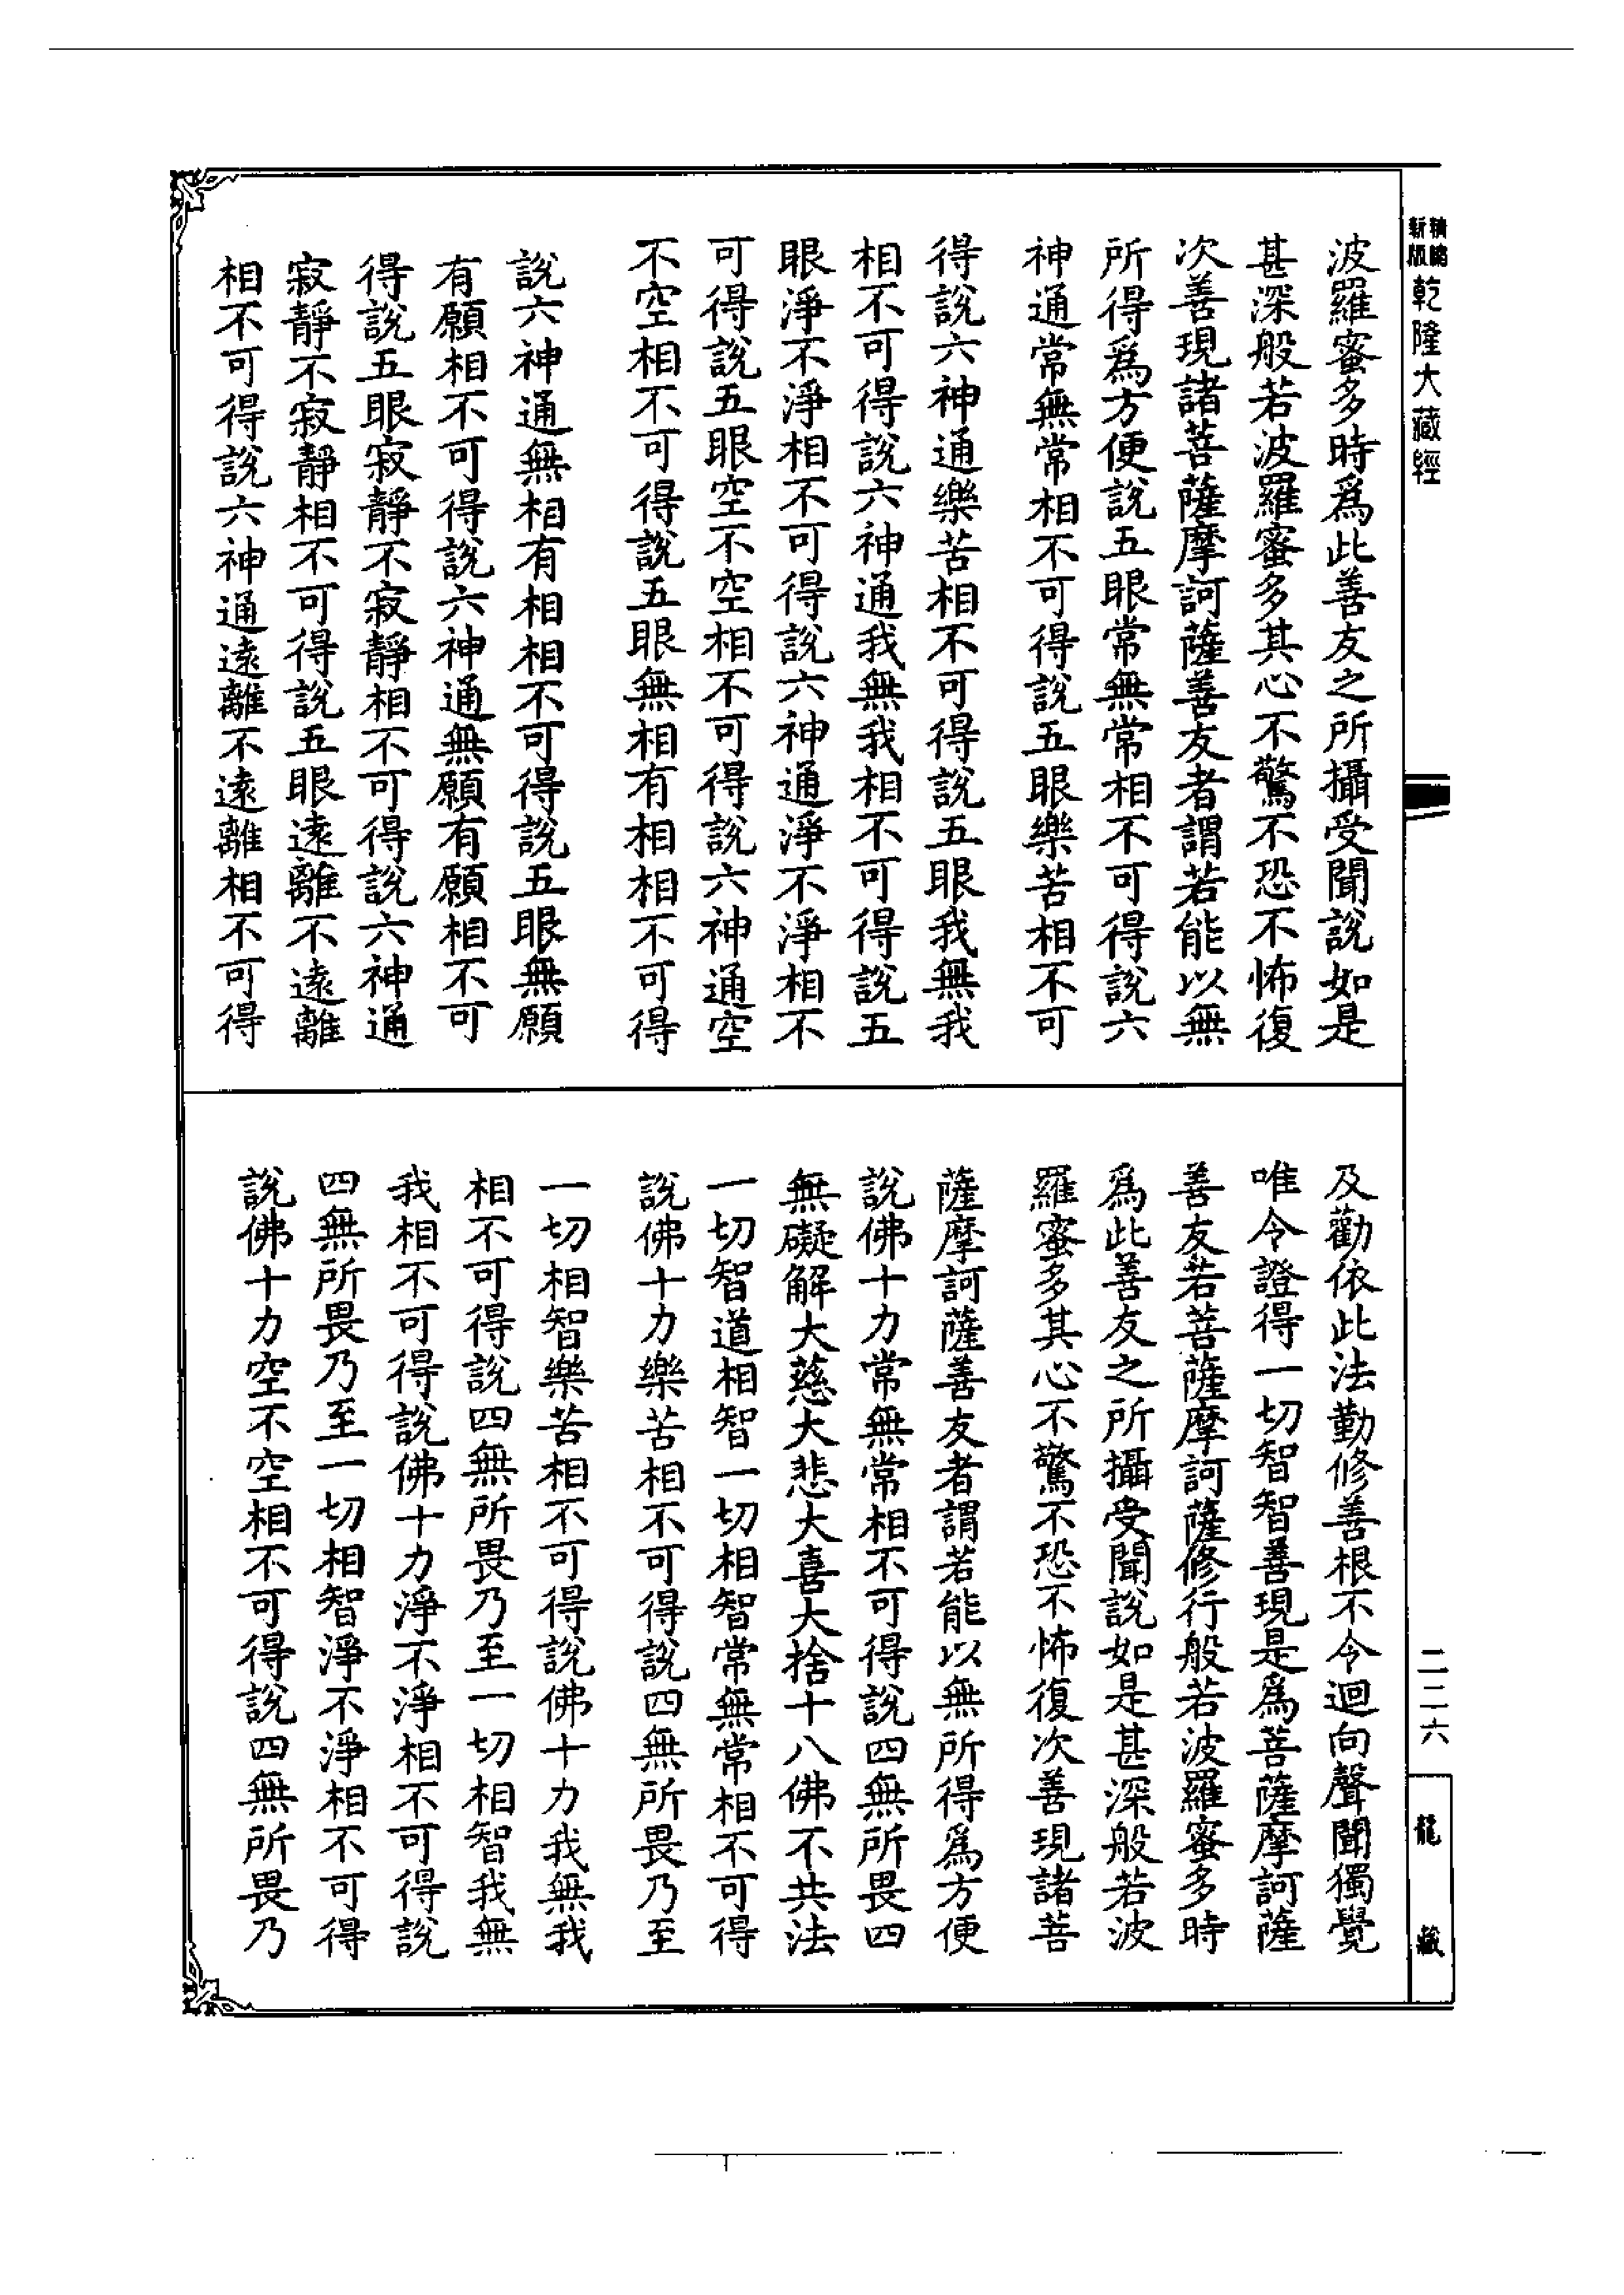 新編
新版
乾隆大藏經
波羅蜜多時為此善友之所攝受聞說如是
甚深般若波羅蜜多其心不驚不恐不怖復
次善現諸菩薩摩訶薩善友者謂若能以無
所得為方便說五眼常無常相不可得說六
神通常無常相不可得說五眼樂苦相不可
得說六神通樂苦相不可得說五眼我無我
相不可得說六神通我無我相不可得說五
眼淨不淨相不可得說六神通淨不淨相不
可得說五眼空不空相不可得說六神通空
不空相不可得說五眼無相有相相不可得
說六神通無相有相相不可得說五眼無願
有願相不可得說六神通無願有願相不可
得說五眼寂靜不寂靜相不可得說六神通
寂靜不寂靜相不可得說五眼遠離不遠離
相不可得說六神通遠離不遠離相不可得
及勸依此法勤修善根不令迴向聲聞獨覺
唯令證得一切智智善現是為菩薩摩訶薩
善友若菩薩摩訶薩修行般若波羅蜜多時
為此善友之所攝受聞說如是甚深般若波
羅蜜多其心不驚不恐不怖復次善現諸菩
薩摩訶薩善友者謂若能以無所得為方便
說佛十力常無常相不可得說四無所畏四
無礙解大慈大悲大喜大捨十八佛不共法
一切智道相智一切相智常無常相不可得
說佛十力樂苦相不可得說四無所畏乃至
一切相智樂苦相不可得說佛十力我無我
相不可得說四無所畏乃至一切相智我無
我相不可得說佛十力淨不淨相不可得說
四無所畏乃至一切相智淨不淨相不可得
說佛十力空不空相不可得說四無所畏乃
二二六
龍藏